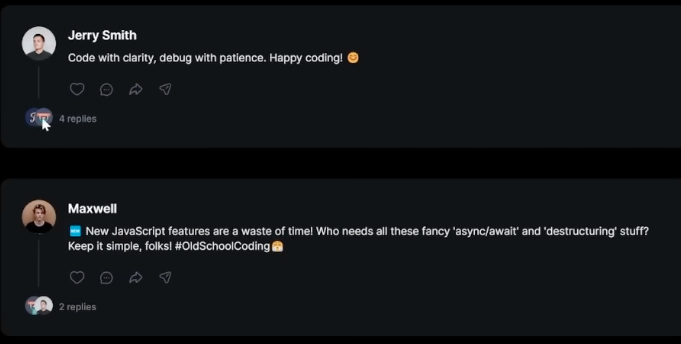 Jerry Smith
Code with clarity, debug with patience. Happy coding! 😊
4 replies
Maxwell
🆕 New JavaScript features are a waste of time! Who needs all these fancy 'async/await' and 'destructuring' stuff?
Keep it simple, folks! #OldSchoolCoding😤
2 replies